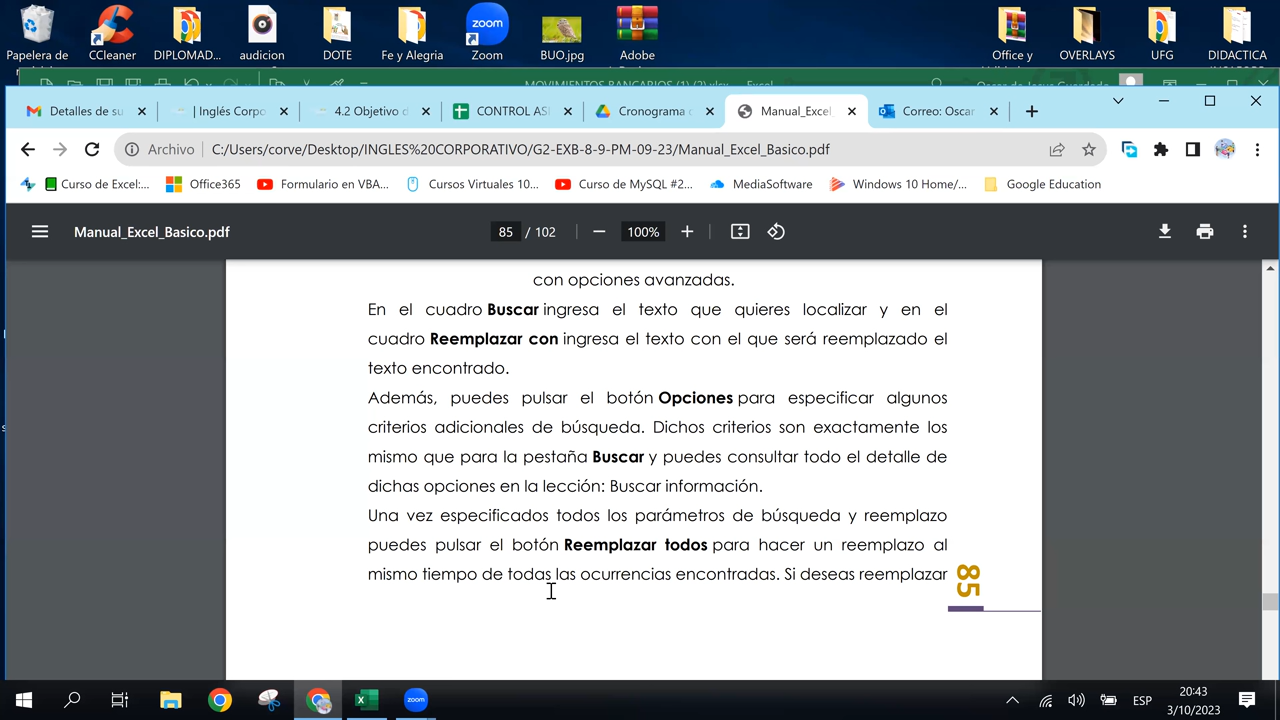 Papelera de
CCleaner
DIPLOMAD...
audicion
DOTE
Fe y Alegria
zoom
Zoom
BUO.jpg
Adobe
Office y
OVERLAYS
UFG
DIDACTICA
MOVIMIENTOS BANCARIOS (1) (2).xlsx - Excel
Detalles de su
| Inglés Corpo
4.2 Objetivo d
CONTROL ASI
Cronograma
Manual_Excel_
Correo: Oscar
Archivo
C:/Users/corve/Desktop/INGLES%20CORPORATIVO/G2-EXB-8-9-PM-09-23/Manual_Excel_Basico.pdf
Curso de Excel:...
Office365
Formulario en VBA...
Cursos Virtuales 10...
Curso de MySQL #2...
MediaSoftware
Windows 10 Home/...
Google Education
Manual_Excel_Basico.pdf
85 / 102
100%
con opciones avanzadas.
En el cuadro Buscar ingresa el texto que quieres localizar y en el
cuadro Reemplazar con ingresa el texto con el que será reemplazado el
texto encontrado.
Además, puedes pulsar el botón Opciones para especificar algunos
criterios adicionales de búsqueda. Dichos criterios son exactamente los
mismo que para la pestaña Buscar y puedes consultar todo el detalle de
dichas opciones en la lección: Buscar información.
Una vez especificados todos los parámetros de búsqueda y reemplazo
puedes pulsar el botón Reemplazar todos para hacer un reemplazo al
mismo tiempo de todas las ocurrencias encontradas. Si deseas reemplazar
85
zoom
ESP
20:43
3/10/2023